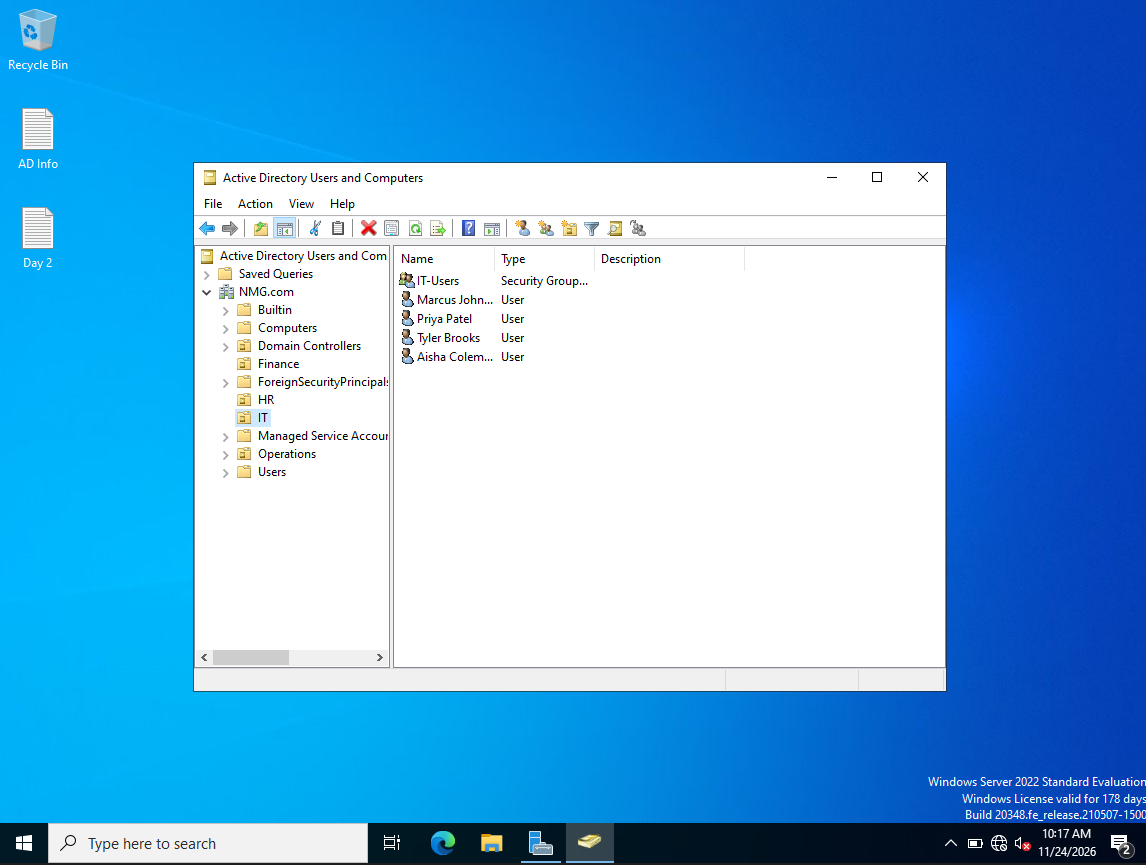 Recycle Bin
AD Info
Day 2
Active Directory Users and Computers
File Action View Help
Active Directory Users and Com
Saved Queries
NMG.com
Builtin
Computers
Domain Controllers
Finance
ForeignSecurityPrincipals
HR
IT
Managed Service Accour
Operations
Users
Name Type Description
IT-Users Security Group...
Marcus John... User
Priya Patel User
Tyler Brooks User
Aisha Colem... User
Windows Server 2022 Standard Evaluation
Windows License valid for 178 days
Build 20348.fe_release.210507-1500
Type here to search
10:17 AM
11/24/2026
2